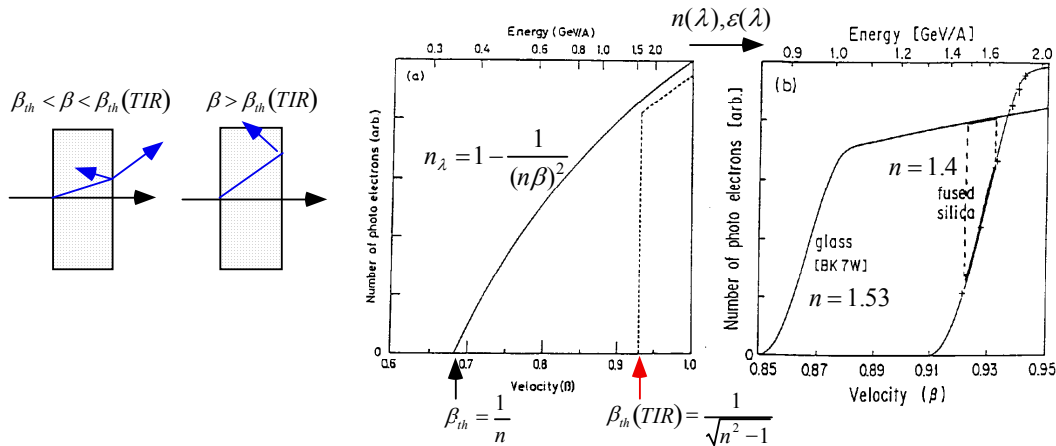 β_th < β < β_th(TIR)
β > β_th(TIR)
Energy (GeV/A)
0.3 0.4 0.6 0.8 1.0 1.5 2.0
(a)
Number of photo electrons (arb)
n_λ = 1 − 1/(nβ)²
0
0.6 0.7 0.8 0.9 1.0
Velocity (β)
β_th = 1/n
β_th(TIR) = 1/√(n² − 1)
n(λ), ε(λ)
Energy [GeV/A]
0.9 1.0 1.2 1.4 1.6 2.0
(b)
Number of photo electrons [arb.]
n = 1.4
fused
silica
glass
[BK7W]
n = 1.53
0
0.85 0.87 0.89 0.91 0.93 0.95
Velocity (β)